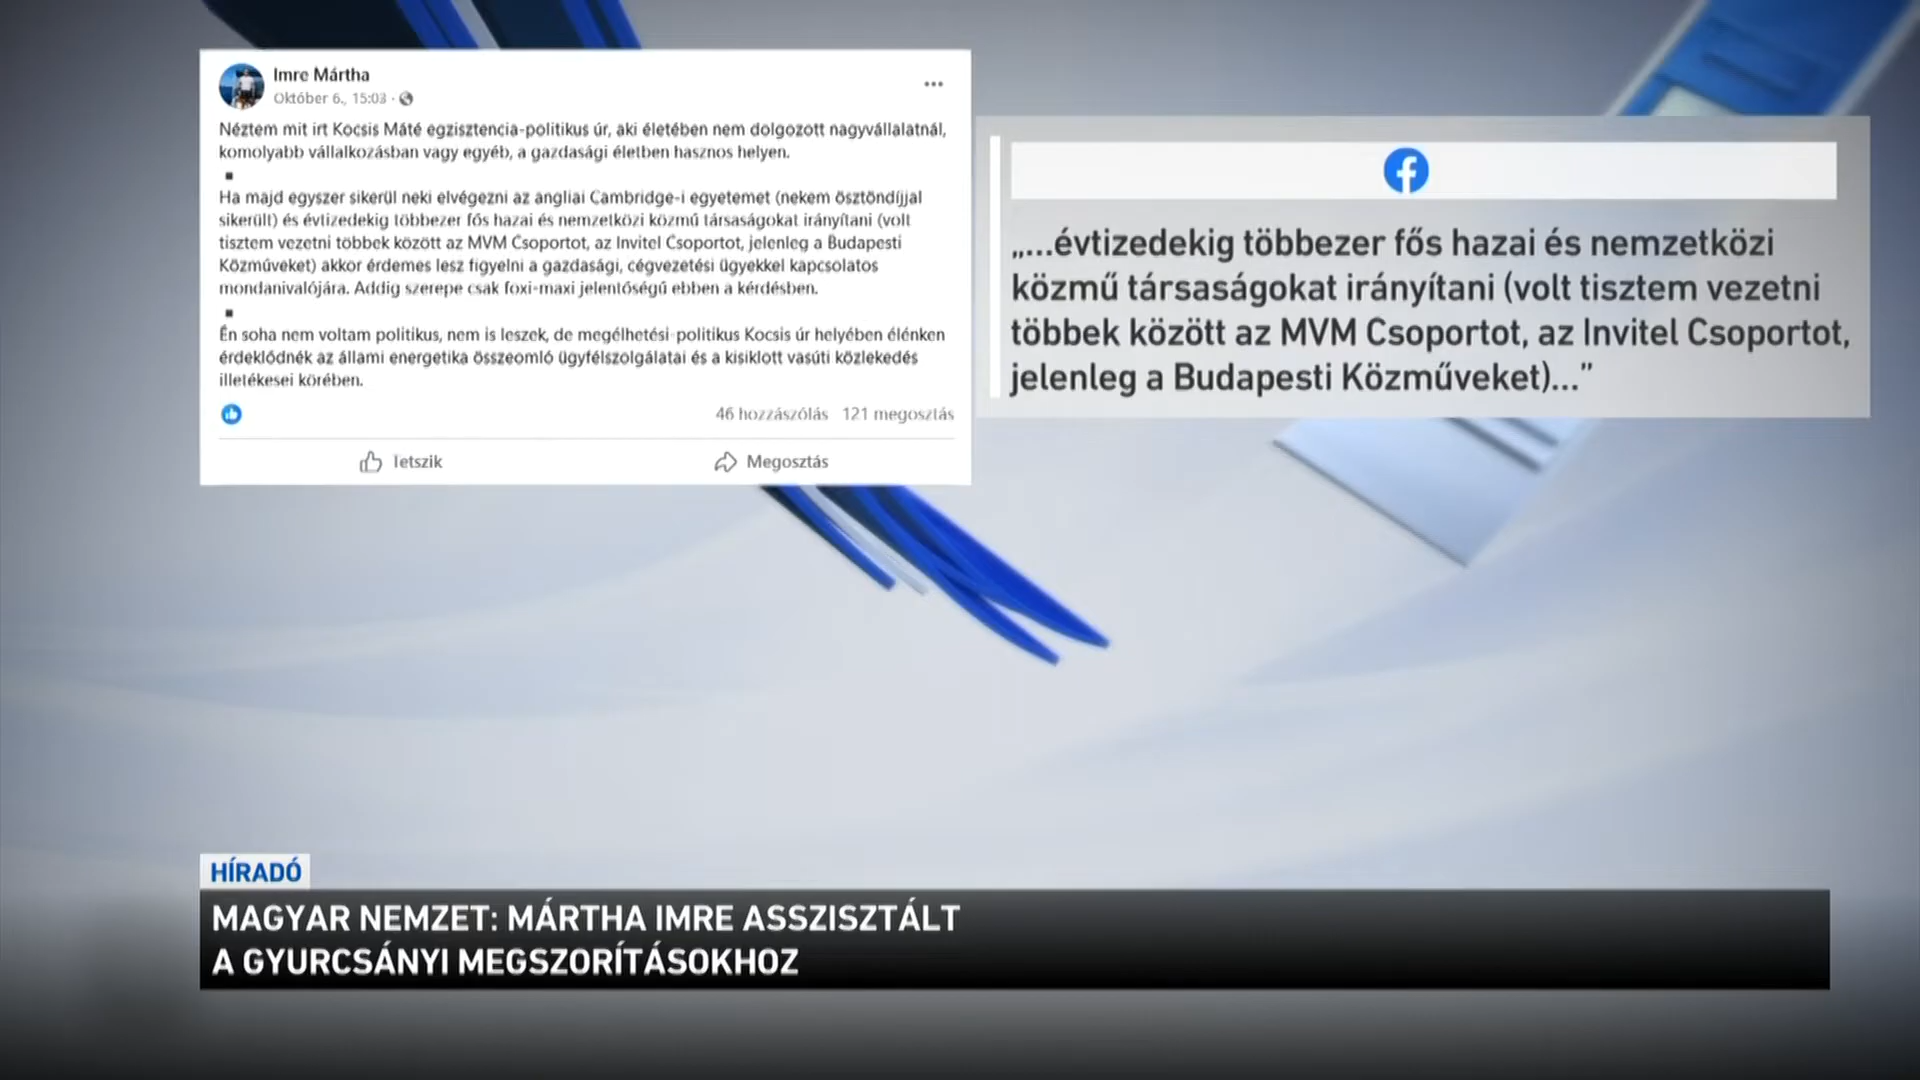 Imre Mártha
Október 6., 15:03 ·
Néztem mit írt Kocsis Máté egzisztencia-politikus úr, aki életében nem dolgozott nagyvállalatnál,
komolyabb vállalkozásban vagy egyéb, a gazdasági életben hasznos helyen.
Ha majd egyszer sikerül neki elvégezni az angliai Cambridge-i egyetemet (nekem ösztöndíjjal
sikerült) és évtizedekig többezer fős hazai és nemzetközi közmű társaságokat irányítani (volt
tisztem vezetni többek között az MVM Csoportot, az Invitel Csoportot, jelenleg a Budapesti
Közműveket) akkor érdemes lesz figyelni a gazdasági, cégvezetési ügyekkel kapcsolatos
mondanivalójára. Addig szerepe csak foxi-maxi jelentőségű ebben a kérdésben.
Én soha nem voltam politikus, nem is leszek, de megélhetési-politikus Kocsis úr helyében élénken
érdeklődnék az állami energetika összeomló ügyfélszolgálatai és a kisiklott vasúti közlekedés
illetékesei körében.
46 hozzászólás 121 megosztás
Tetszik Megosztás
„...évtizedekig többezer fős hazai és nemzetközi
közmű társaságokat irányítani (volt tisztem vezetni
többek között az MVM Csoportot, az Invitel Csoportot,
jelenleg a Budapesti Közműveket)...”
HÍRADÓ
MAGYAR NEMZET: MÁRTHA IMRE ASSZISZTÁLT
A GYURCSÁNYI MEGSZORÍTÁSOKHOZ